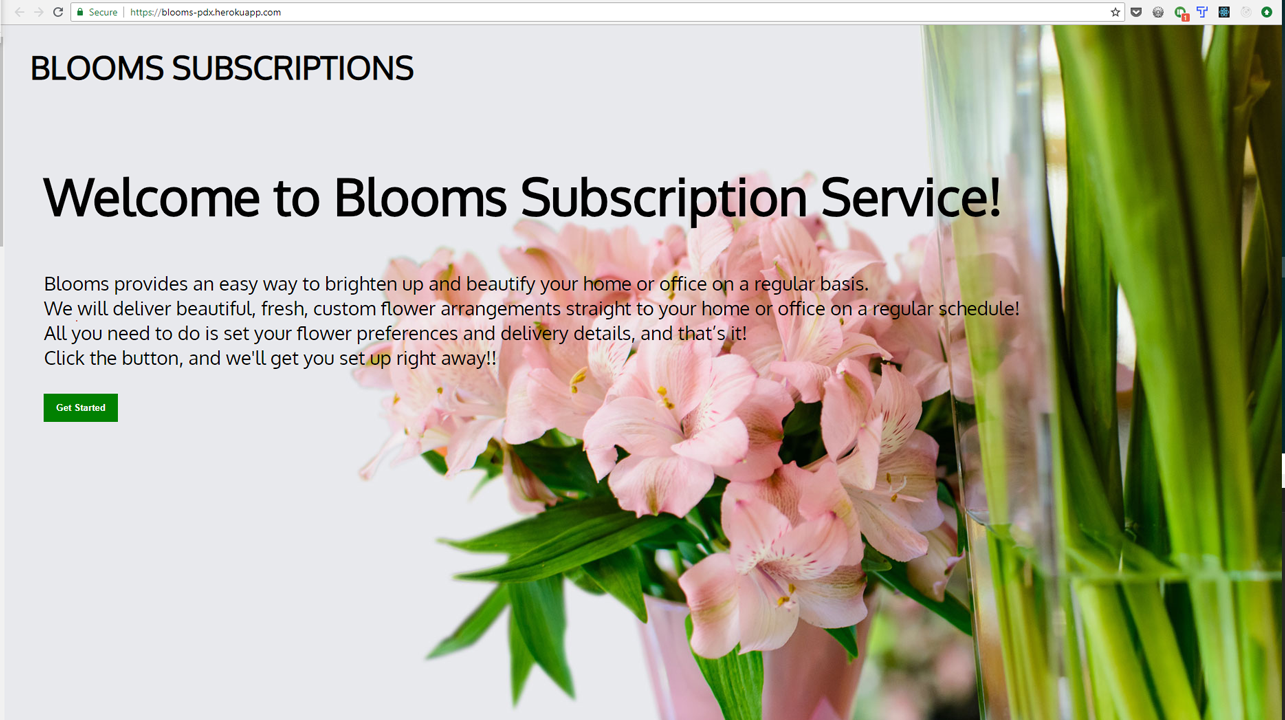 Secure
https://blooms-pdx.herokuapp.com
1
BLOOMS SUBSCRIPTIONS
Welcome to Blooms Subscription Service!
Blooms provides an easy way to brighten up and beautify your home or office on a regular basis.
We will deliver beautiful, fresh, custom flower arrangements straight to your home or office on a regular schedule!
All you need to do is set your flower preferences and delivery details, and that’s it!
Click the button, and we'll get you set up right away!!
Get Started